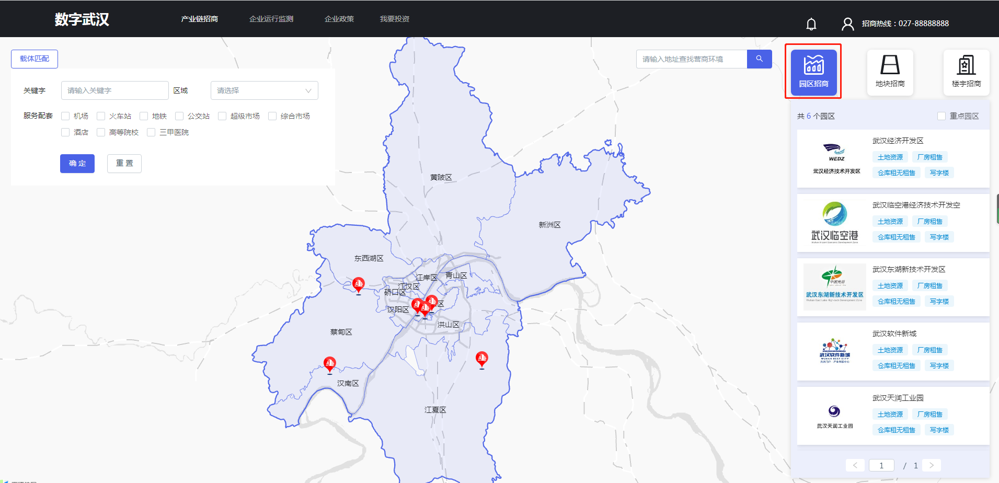 数字武汉
产业链招商
企业运行监测
企业政策
我要投资
招商热线：027-88888888
载体匹配
请输入地址查找营商环境
园区招商
地块招商
楼宇招商
关键字
请输入关键字
区域
请选择
服务配套
机场
火车站
地铁
公交站
超级市场
综合市场
酒店
高等院校
三甲医院
确 定
重 置
共 6 个园区
重点园区
WEDZ
武汉经济技术开发区
武汉经济开发区
土地资源
厂房租售
仓库租无租售
写字楼
武汉临空港
Wuhan Airport Economic Development Zone
武汉临空港经济技术开发空
土地资源
厂房租售
仓库租无租售
写字楼
中国光谷
武汉东湖新技术开发区
Wuhan East Lake High-tech Development Zone
武汉东湖新技术开发区
土地资源
厂房租售
仓库租无租售
写字楼
武汉软件新城
武汉软件新城
土地资源
厂房租售
仓库租无租售
写字楼
武汉天润工业园
武汉天润工业园
土地资源
厂房租售
仓库租无租售
写字楼
1 / 1
黄陂区
新洲区
东西湖区
江岸区
青山区
江汉区
硚口区
区
汉阳区
洪山区
蔡甸区
汉南区
江夏区